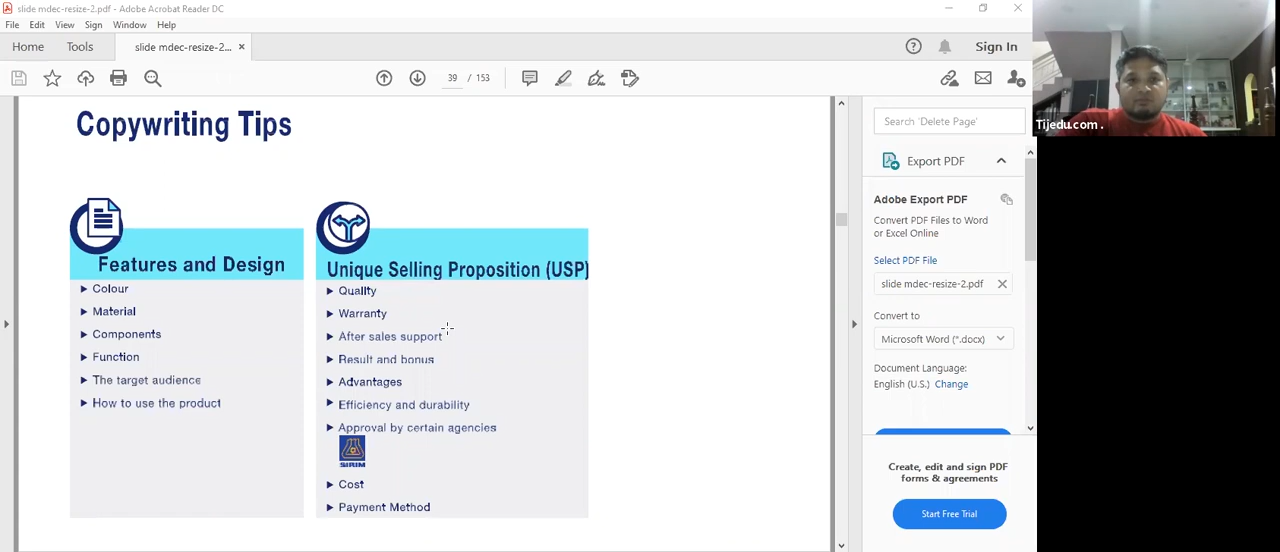 slide mdec-resize-2.pdf - Adobe Acrobat Reader DC
File Edit View Sign Window Help
Home Tools slide mdec-resize-2... × Sign In
39 / 153
Copywriting Tips
Features and Design
Colour
Material
Components
Function
The target audience
How to use the product
Unique Selling Proposition (USP)
Quality
Warranty
After sales support
Result and bonus
Advantages
Efficiency and durability
Approval by certain agencies
SIRIM
Cost
Payment Method
Search 'Delete Page'
Export PDF
Adobe Export PDF
Convert PDF Files to Word
or Excel Online
Select PDF File
slide mdec-resize-2.pdf
Convert to
Microsoft Word (*.docx)
Document Language:
English (U.S.) Change
Create, edit and sign PDF
forms & agreements
Start Free Trial
Tijedu.com .